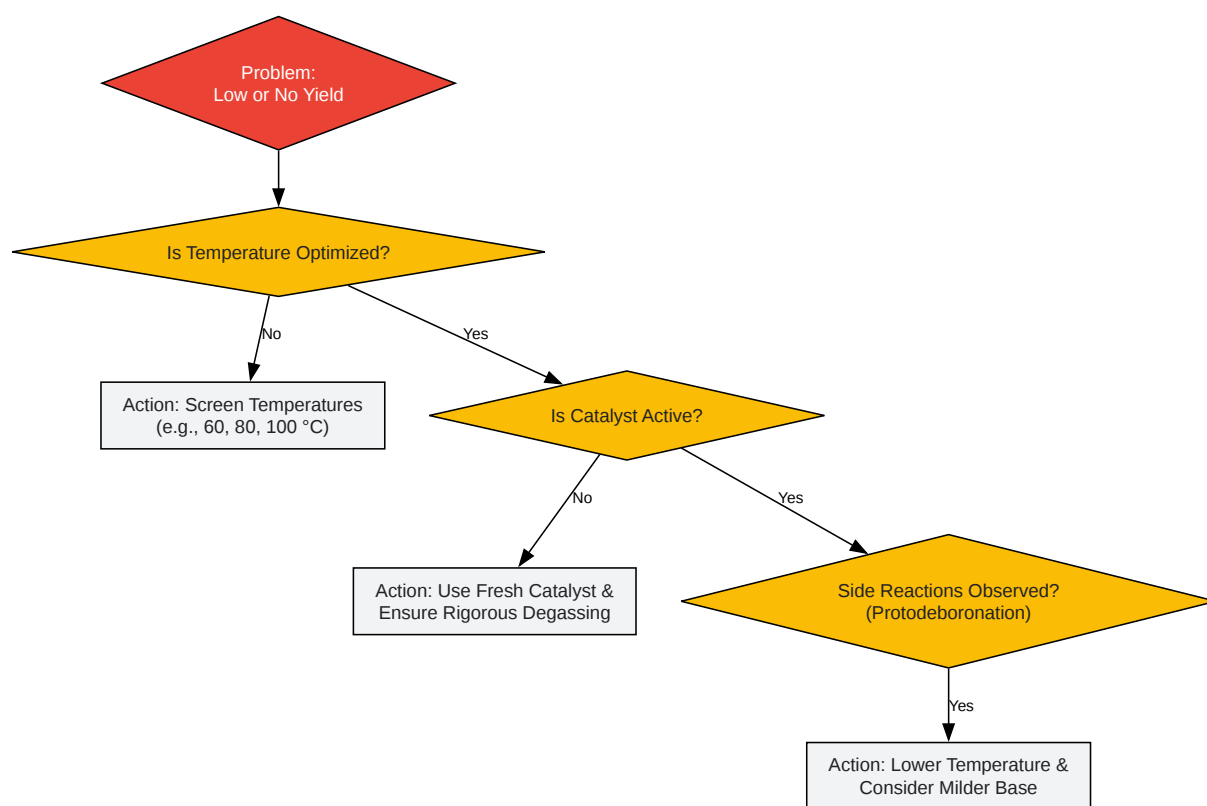 Problem:
Low or No Yield
Is Temperature Optimized?
No
Yes
Action: Screen Temperatures
(e.g., 60, 80, 100 °C)
Is Catalyst Active?
No
Yes
Action: Use Fresh Catalyst &
Ensure Rigorous Degassing
Side Reactions Observed?
(Protodeboronation)
Yes
Action: Lower Temperature &
Consider Milder Base